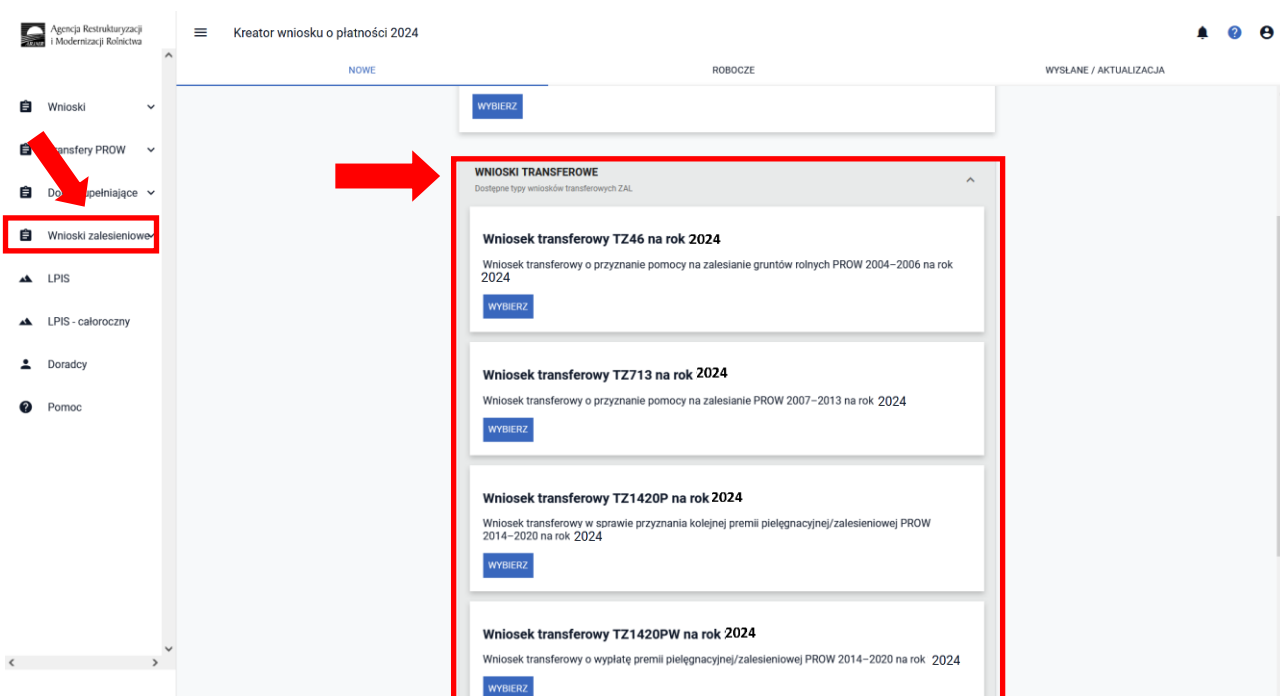 Agencja Restrukturyzacji
i Modernizacji Rolnictwa
Kreator wniosku o płatności 2024
NOWE
ROBOCZE
WYSŁANE / AKTUALIZACJA
Wnioski
PROW
Wnioski zalesieniowe
LPIS
LPIS - całoroczny
Doradcy
Pomoc
WYBIERZ
WNIOSKI TRANSFEROWE
Dostępne typy wniosków transferowych ZAL
Wniosek transferowy TZ46 na rok 2024
Wniosek transferowy o przyznanie pomocy na zalesianie gruntów rolnych PROW 2004–2006 na rok
2024
WYBIERZ
Wniosek transferowy TZ713 na rok 2024
Wniosek transferowy o przyznanie pomocy na zalesianie PROW 2007–2013 na rok 2024
WYBIERZ
Wniosek transferowy TZ1420P na rok 2024
Wniosek transferowy w sprawie przyznania kolejnej premii pielęgnacyjnej/zalesieniowej PROW
2014–2020 na rok 2024
WYBIERZ
Wniosek transferowy TZ1420PW na rok 2024
Wniosek transferowy o wypłatę premii pielęgnacyjnej/zalesieniowej PROW 2014–2020 na rok 2024
WYBIERZ